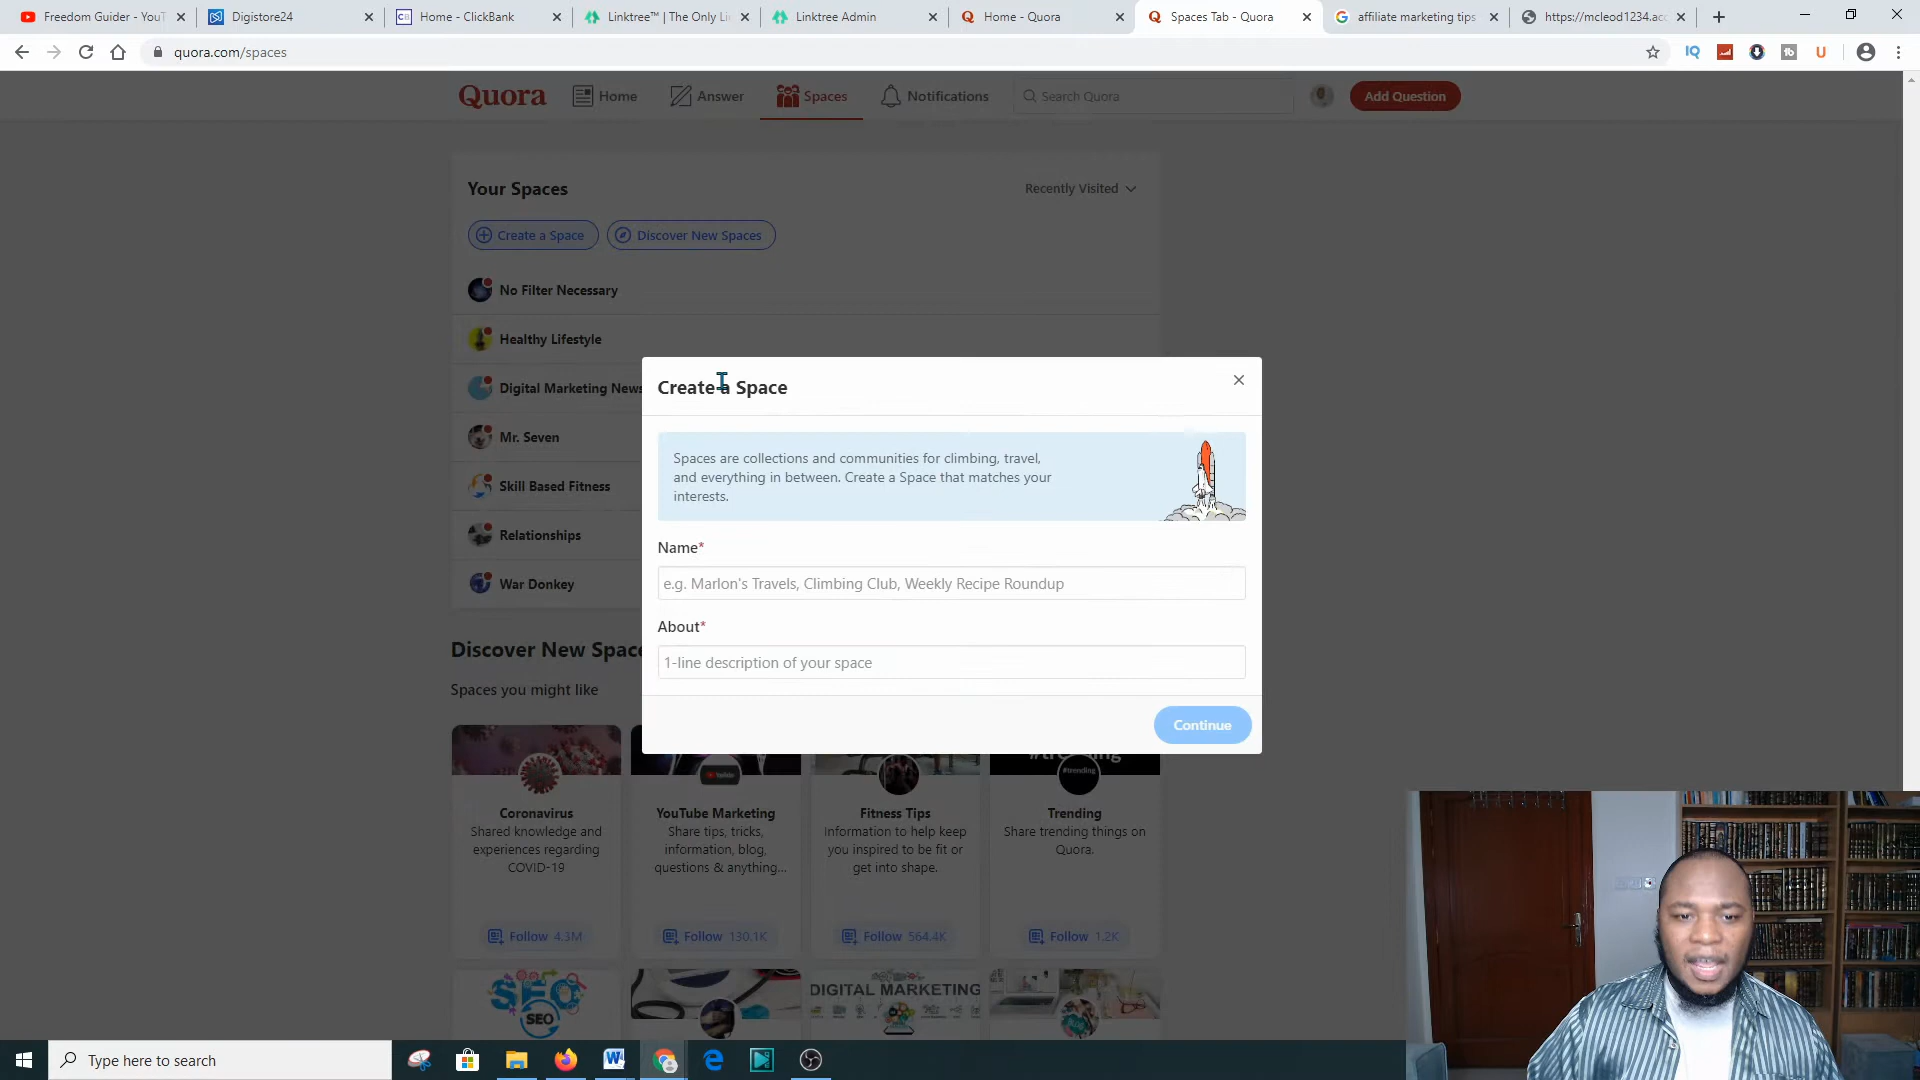 Freedom Guider - YouT
Digistore24
Home - ClickBank
Linktree™ | The Only Li
Linktree Admin
Home - Quora
Spaces Tab - Quora
affiliate marketing tips
https://mcleod1234.acc
quora.com/spaces
Quora
Home
Answer
Spaces
Notifications
Search Quora
Add Question
Your Spaces
Recently Visited
Create a Space
Discover New Spaces
No Filter Necessary
Healthy Lifestyle
Digital Marketing News
Mr. Seven
Skill Based Fitness
Relationships
War Donkey
Create a Space
Spaces are collections and communities for climbing, travel,
and everything in between. Create a Space that matches your
interests.
Name*
e.g. Marlon's Travels, Climbing Club, Weekly Recipe Roundup
About*
1-line description of your space
Continue
Discover New Space
Spaces you might like
Coronavirus
Shared knowledge and
experiences regarding
COVID-19
Follow 4.3M
YouTube Marketing
Share tips, tricks,
information, blog,
questions & anything...
Follow 130.1K
Fitness Tips
Information to help keep
you inspired to be fit or
get into shape.
Follow 564.4K
#trending
Trending
Share trending things on
Quora.
Follow 1.2K
SEO
SEO
DIGITAL MARKETING
Type here to search